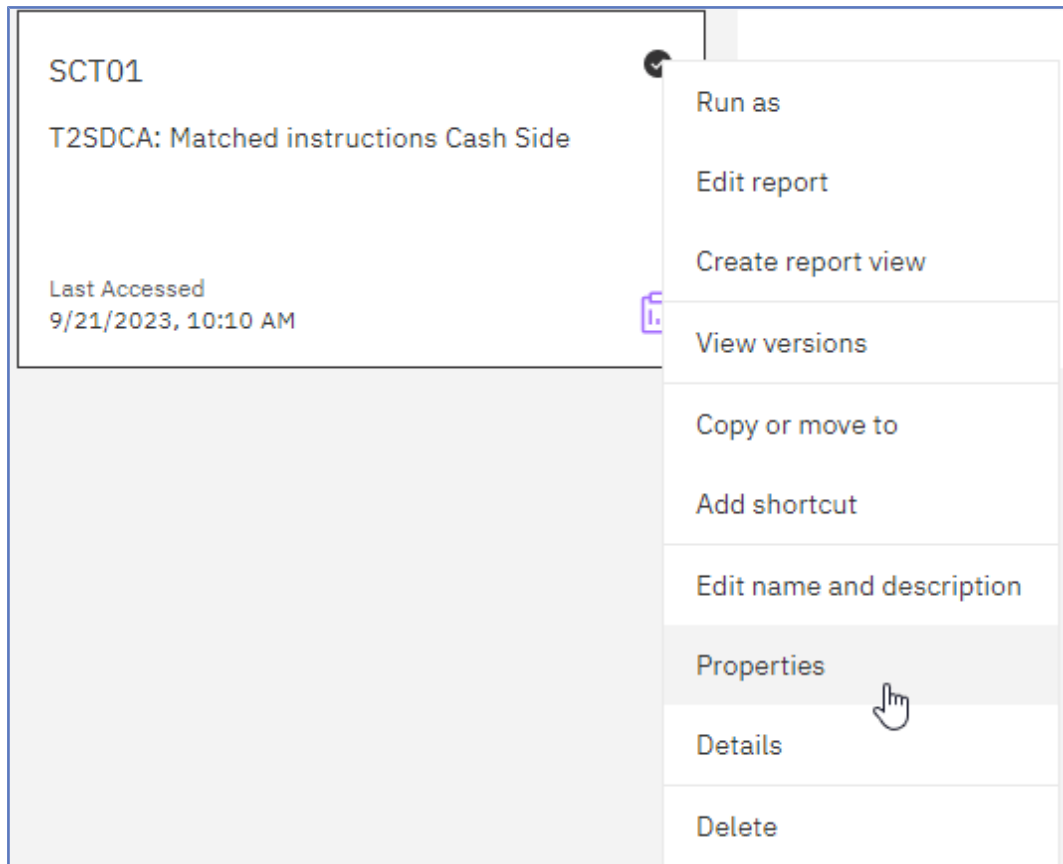 SCT01
T2SDCA: Matched instructions Cash Side
Last Accessed
9/21/2023, 10:10 AM
Run as
Edit report
Create report view
View versions
Copy or move to
Add shortcut
Edit name and description
Properties
Details
Delete